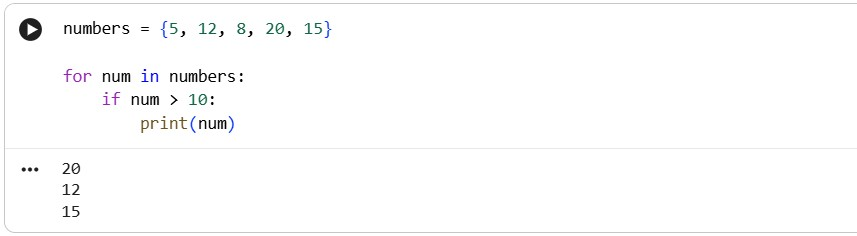 numbers = {5, 12, 8, 20, 15}
for num in numbers:
    if num > 10:
        print(num)
20
12
15